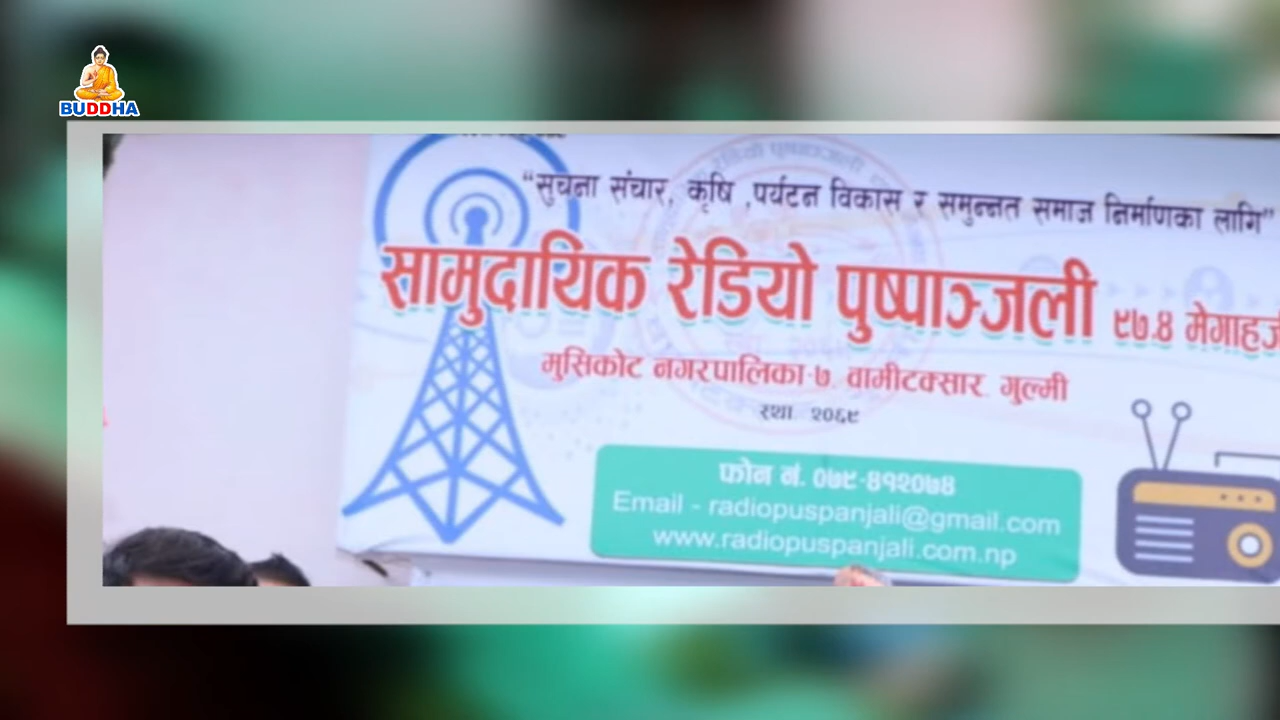 BUDDHA
“सुचना संचार, कृषि ,पर्यटन विकास र समुन्नत समाज निर्माणका लागि”
सामुदायिक रेडियो पुष्पाञ्जली ९७.४
मुसिकोट नगरपालिका-७, वामीटक्सार, गुल्मी
स्था. २०६९
फोन नं. ०७९-४१२०७४
Email - radiopuspanjali@gmail.com
www.radiopuspanjali.com.np